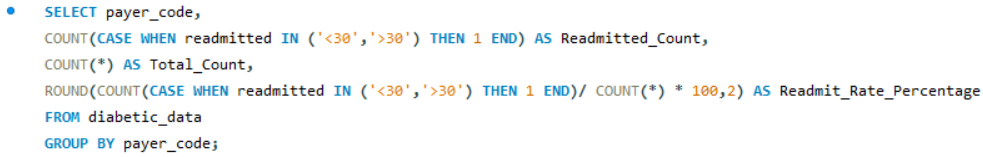 SELECT payer_code,
COUNT(CASE WHEN readmitted IN ('<30','>30') THEN 1 END) AS Readmitted_Count,
COUNT(*) AS Total_Count,
ROUND(COUNT(CASE WHEN readmitted IN ('<30','>30') THEN 1 END)/ COUNT(*) * 100,2) AS Readmit_Rate_Percentage
FROM diabetic_data
GROUP BY payer_code;